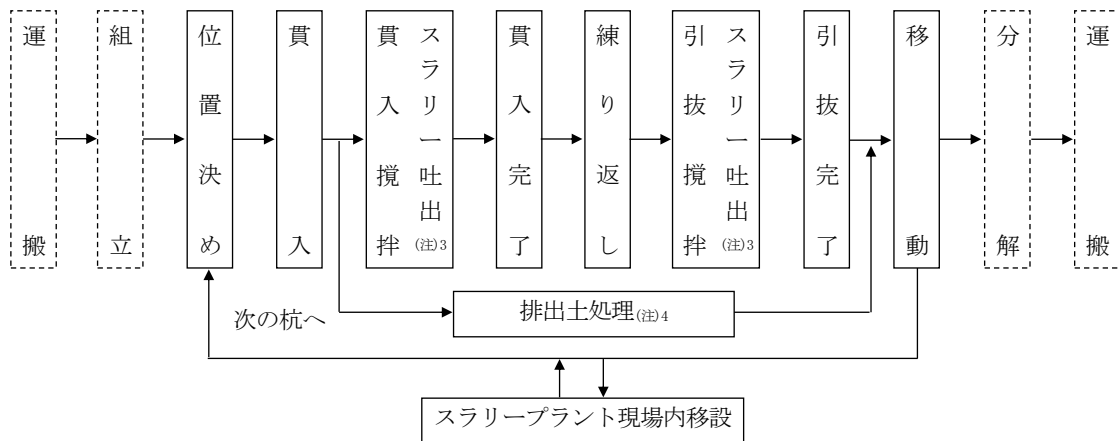 運搬
組立
位置決め
貫入
スラリー吐出(注)3
貫入撹拌
貫入完了
練り返し
スラリー吐出(注)3
引抜撹拌
引抜完了
移動
分解
運搬
排出土処理(注)4
次の杭へ
スラリープラント現場内移設